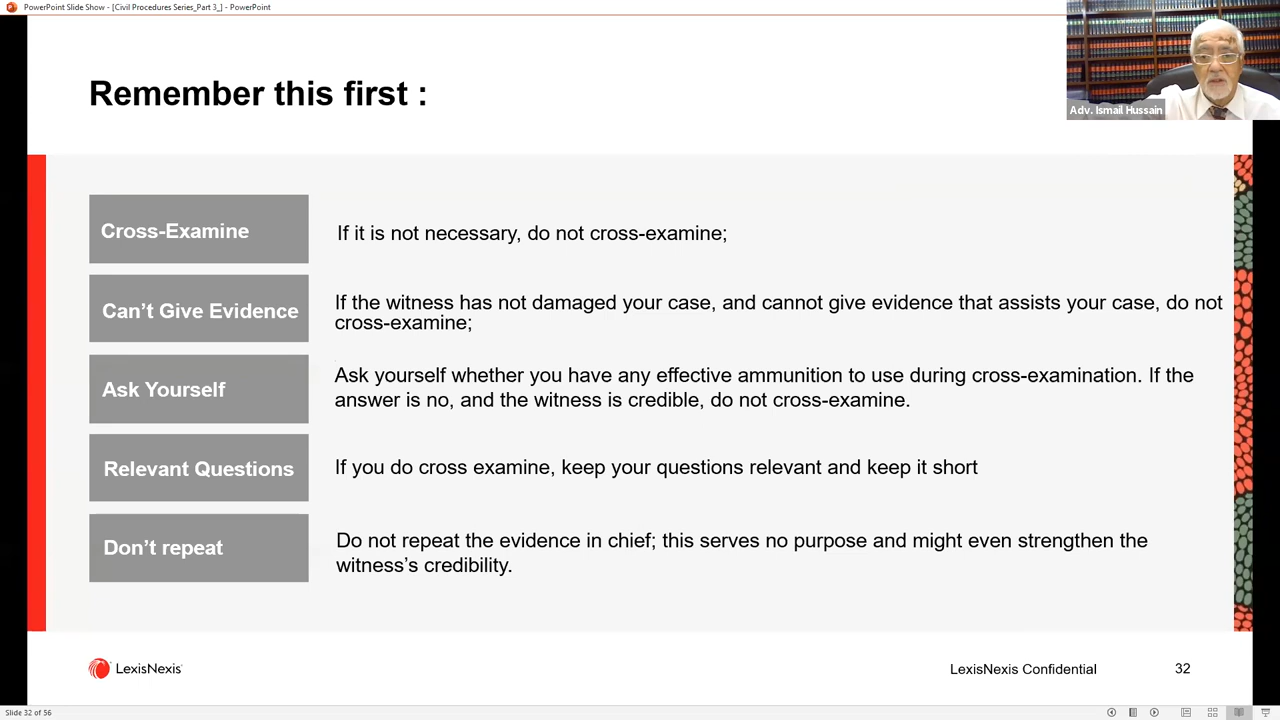 PowerPoint Slide Show - [Civil Procedures Series_Part 3_] - PowerPoint
Adv. Ismail Hussain
Remember this first :
Cross-Examine
If it is not necessary, do not cross-examine;
Can’t Give Evidence
If the witness has not damaged your case, and cannot give evidence that assists your case, do not
cross-examine;
Ask Yourself
Ask yourself whether you have any effective ammunition to use during cross-examination. If the
answer is no, and the witness is credible, do not cross-examine.
Relevant Questions
If you do cross examine, keep your questions relevant and keep it short
Don’t repeat
Do not repeat the evidence in chief; this serves no purpose and might even strengthen the
witness’s credibility.
LexisNexis
LexisNexis Confidential
32
Slide 32 of 56